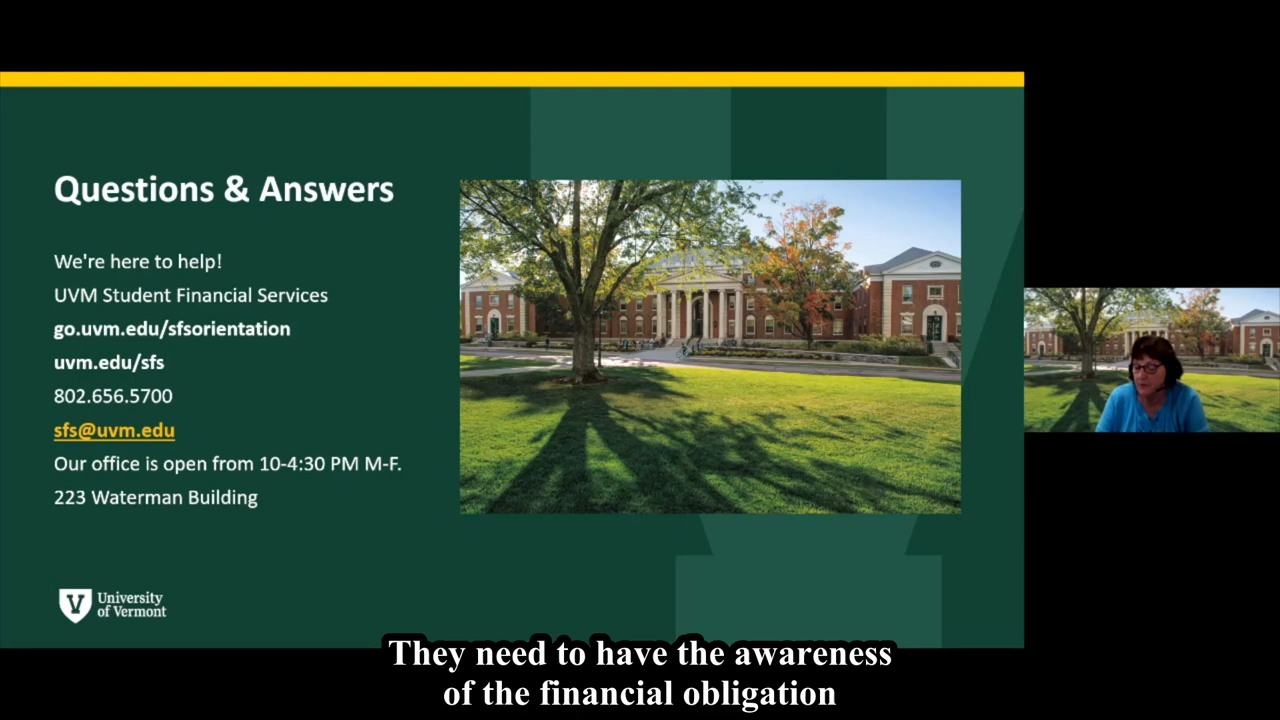 Questions & Answers
We're here to help!
UVM Student Financial Services
go.uvm.edu/sfsorientation
uvm.edu/sfs
802.656.5700
sfs@uvm.edu
Our office is open from 10-4:30 PM M-F.
223 Waterman Building
V University
of Vermont
They need to have the awareness
of the financial obligation